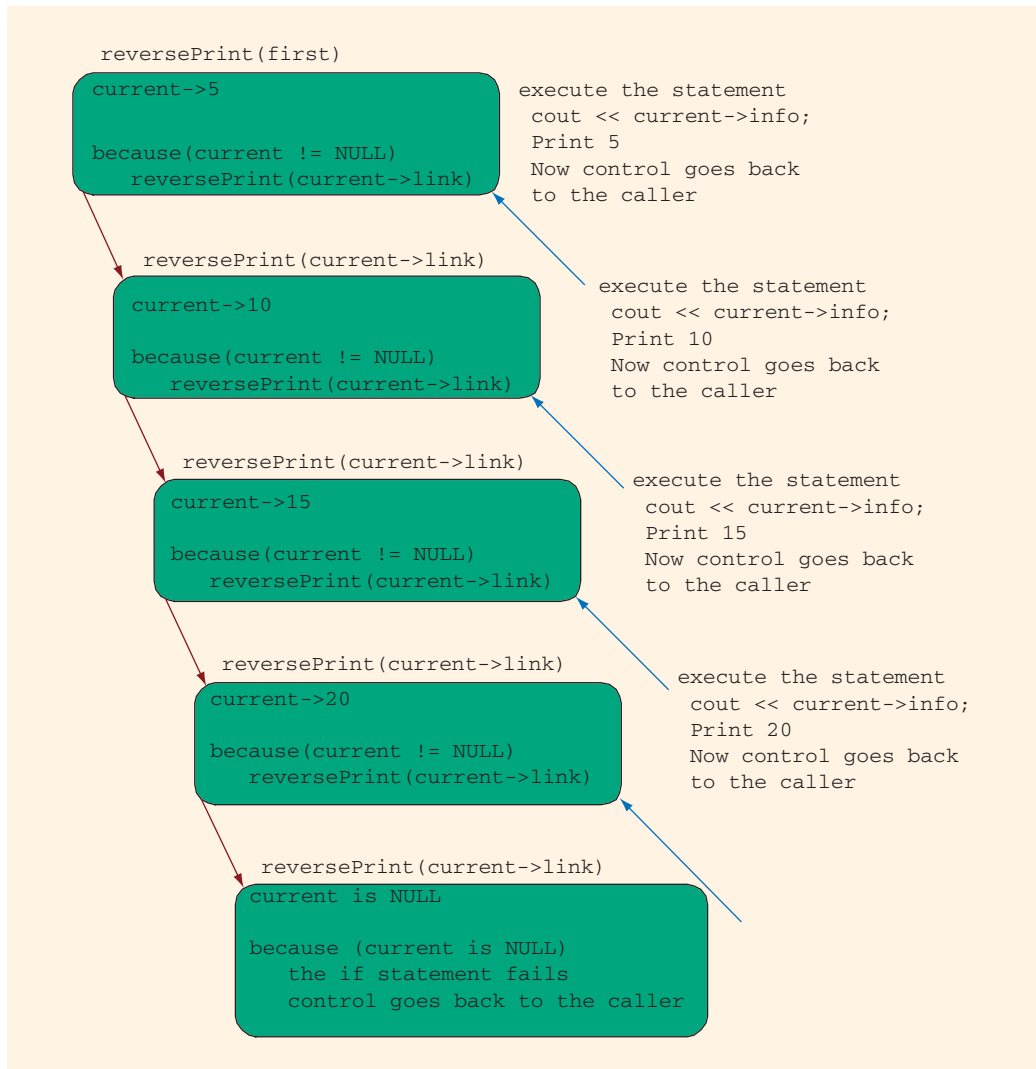 reversePrint(first)
current->5
because(current != NULL)
reversePrint(current->link)
execute the statement
cout << current->info;
Print 5
Now control goes back
to the caller
reversePrint(current->link)
current->10
because(current != NULL)
reversePrint(current->link)
execute the statement
cout << current->info;
Print 10
Now control goes back
to the caller
reversePrint(current->link)
current->15
because(current != NULL)
reversePrint(current->link)
execute the statement
cout << current->info;
Print 15
Now control goes back
to the caller
reversePrint(current->link)
current->20
because(current != NULL)
reversePrint(current->link)
execute the statement
cout << current->info;
Print 20
Now control goes back
to the caller
reversePrint(current->link)
current is NULL
because (current is NULL)
the if statement fails
control goes back to the caller